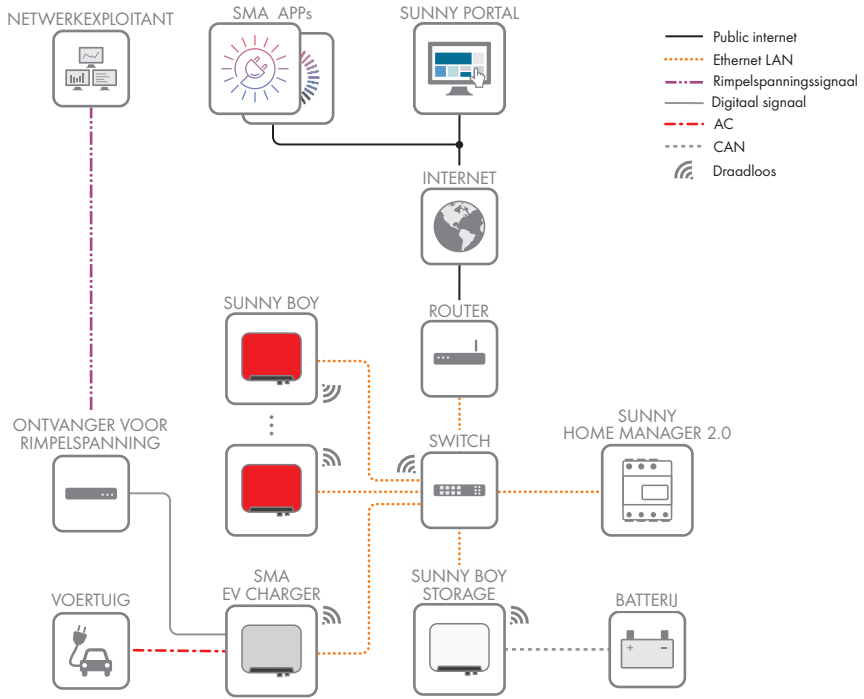 NETWERKEXPLOITANT
SMA APPs
SUNNY PORTAL
Public internet
Ethernet LAN
Rimpelspanningssignaal
Digitaal signaal
AC
CAN
Draadloos
INTERNET
SUNNY BOY
ROUTER
ONTVANGER VOOR
RIMPELSPANNING
SWITCH
SUNNY
HOME MANAGER 2.0
VOERTUIG
SMA
EV CHARGER
SUNNY BOY
STORAGE
BATTERIJ
+ −